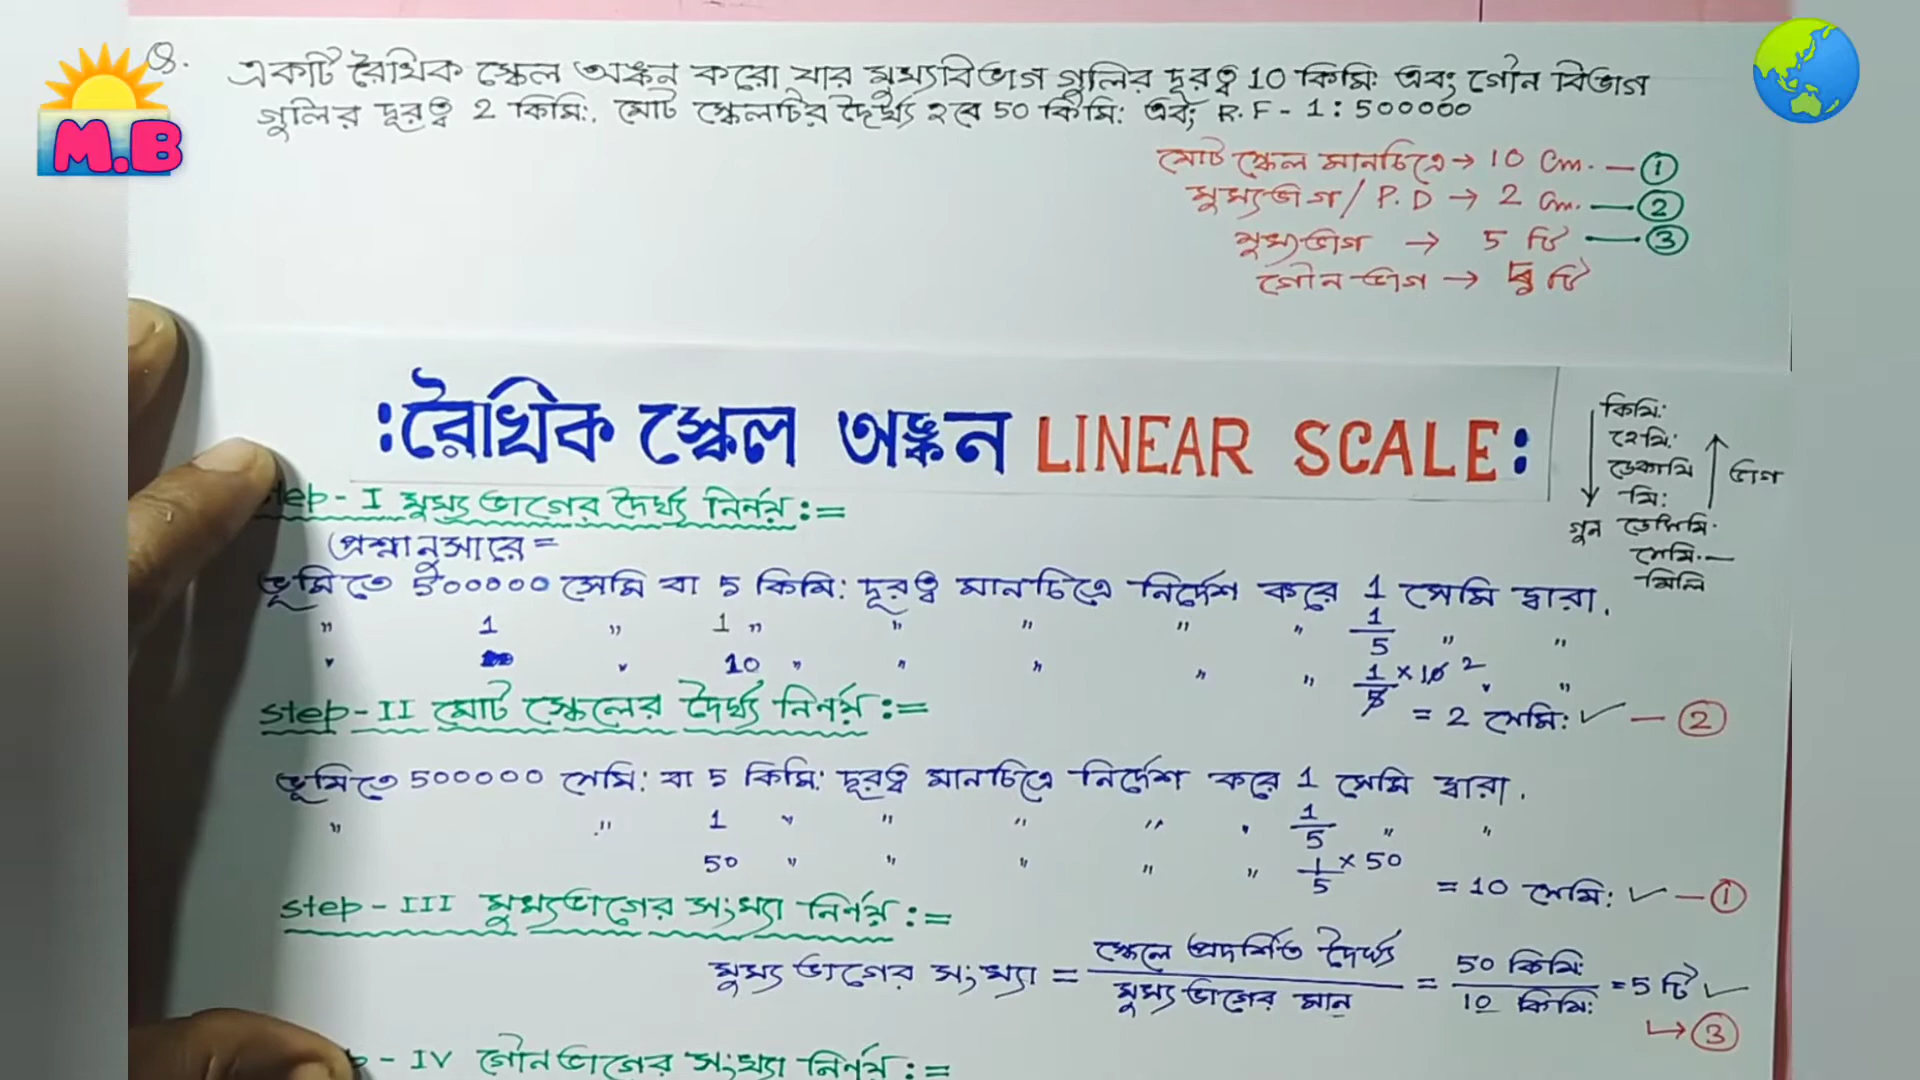 M.B
Q. একটি রৈখিক স্কেল অঙ্কন করো যার মুখ্যবিভাগ গুলির দূরত্ব 10 কিমি: এবং গৌন বিভাগ
গুলির দূরত্ব 2 কিমি:. মোট স্কেলটির দৈর্ঘ্য হবে 50 কিমি: এবং R.F - 1 : 500000
মোট স্কেল মানচিত্রে → 10 cm. — ①
মুখ্যভাগ / P.D → 2 cm. — ②
মুখ্যভাগ → 5 টি — ③
গৌন ভাগ → টি
: রৈখিক স্কেল অঙ্কন LINEAR SCALE :
কিমি:
হেমি:
ডেকামি
মি:
ডেসিমি.
সেমি.—
মিলি
গুন
ভাগ
tep - I মুখ্য ভাগের দৈর্ঘ্য নির্ণয় :=
প্রশ্নানুসারে =
ভূমিতে 500000 সেমি বা 5 কিমি: দূরত্ব মানচিত্রে নির্দেশ করে 1 সেমি দ্বারা.
" 1 " 1 " " " " " 1/5 " "
" " 10 " " " " " 1/5 × 10 2 " "
= 2 সেমি: ✓ — ②
step - II মোট স্কেলের দৈর্ঘ্য নির্ণয় :=
ভূমিতে 500000 সেমি: বা 5 কিমি: দূরত্ব মানচিত্রে নির্দেশ করে 1 সেমি দ্বারা.
" " 1 " " " " " 1/5 " "
50 " " " " " 1/5 × 50
= 10 সেমি: ✓ — ①
step - III মুখ্যভাগের সংখ্যা নির্ণয় :=
মুখ্য ভাগের সংখ্যা = স্কেলে প্রদর্শিত দৈর্ঘ্য / মুখ্য ভাগের মান = 50 কিমি: / 10 কিমি: = 5 টি ✓
↳ ③
p - IV গৌন ভাগের সংখ্যা নির্ণয় :=